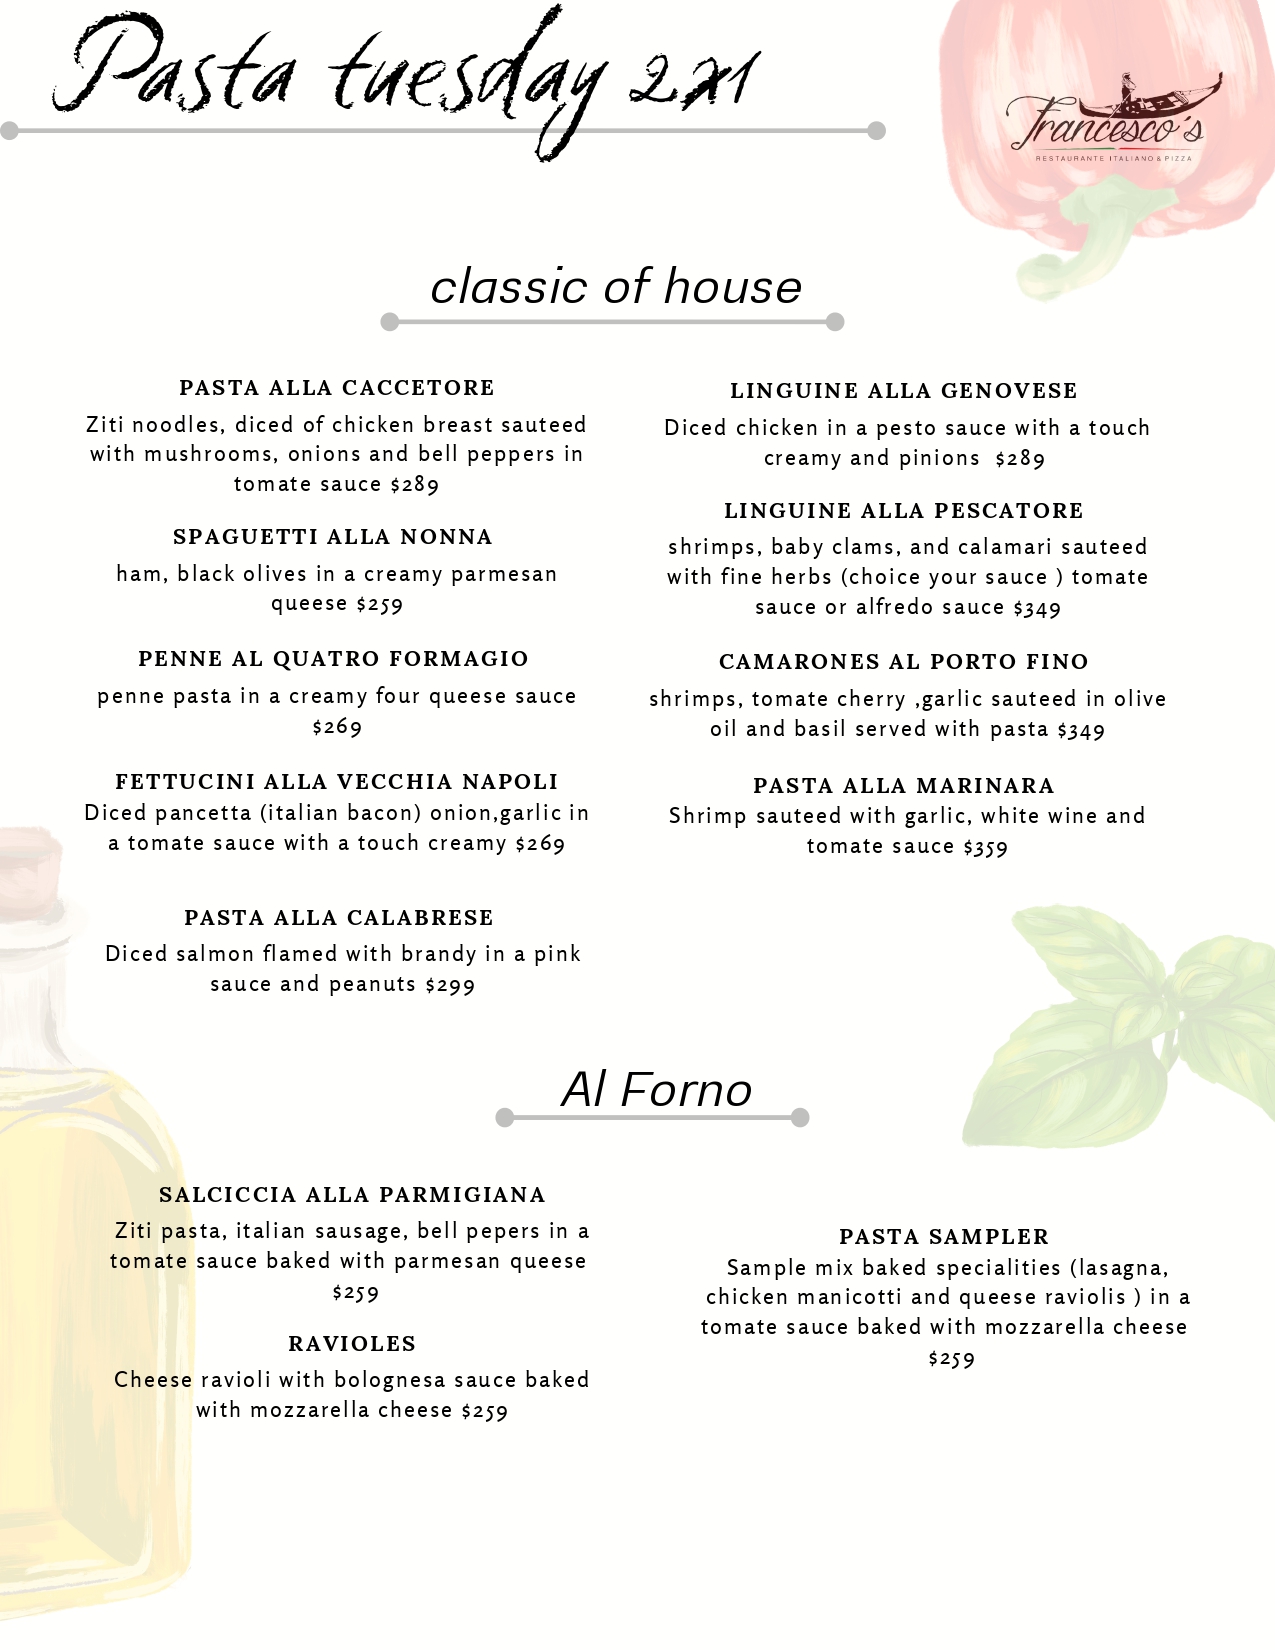 Pasta tuesday 2x1
Francesco's
RESTAURANTE ITALIANO & PIZZA
classic of house
PASTA ALLA CACCETORE
Ziti noodles, diced of chicken breast sauteed
with mushrooms, onions and bell peppers in
tomate sauce $289
SPAGUETTI ALLA NONNA
ham, black olives in a creamy parmesan
queese $259
PENNE AL QUATRO FORMAGIO
penne pasta in a creamy four queese sauce
$269
FETTUCINI ALLA VECCHIA NAPOLI
Diced pancetta (italian bacon) onion,garlic in
a tomate sauce with a touch creamy $269
PASTA ALLA CALABRESE
Diced salmon flamed with brandy in a pink
sauce and peanuts $299
LINGUINE ALLA GENOVESE
Diced chicken in a pesto sauce with a touch
creamy and pinions $289
LINGUINE ALLA PESCATORE
shrimps, baby clams, and calamari sauteed
with fine herbs (choice your sauce ) tomate
sauce or alfredo sauce $349
CAMARONES AL PORTO FINO
shrimps, tomate cherry ,garlic sauteed in olive
oil and basil served with pasta $349
PASTA ALLA MARINARA
Shrimp sauteed with garlic, white wine and
tomate sauce $359
Al Forno
SALCICCIA ALLA PARMIGIANA
Ziti pasta, italian sausage, bell pepers in a
tomate sauce baked with parmesan queese
$259
RAVIOLES
Cheese ravioli with bolognesa sauce baked
with mozzarella cheese $259
PASTA SAMPLER
Sample mix baked specialities (lasagna,
chicken manicotti and queese raviolis ) in a
tomate sauce baked with mozzarella cheese
$259